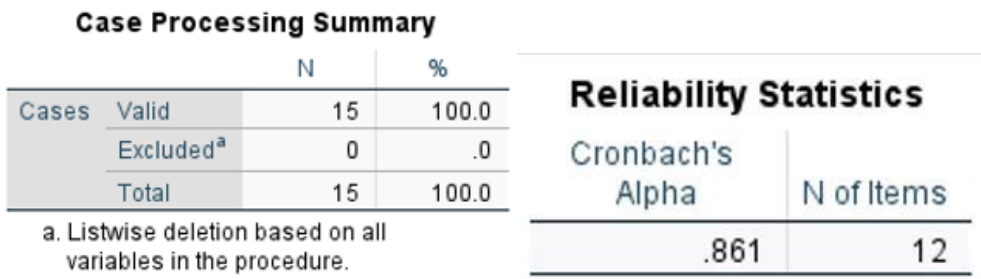 Case Processing Summary
N %
Cases Valid 15 100.0
Excludedᵃ 0 .0
Total 15 100.0
a. Listwise deletion based on all
variables in the procedure.
Reliability Statistics
Cronbach's
Alpha N of Items
.861 12